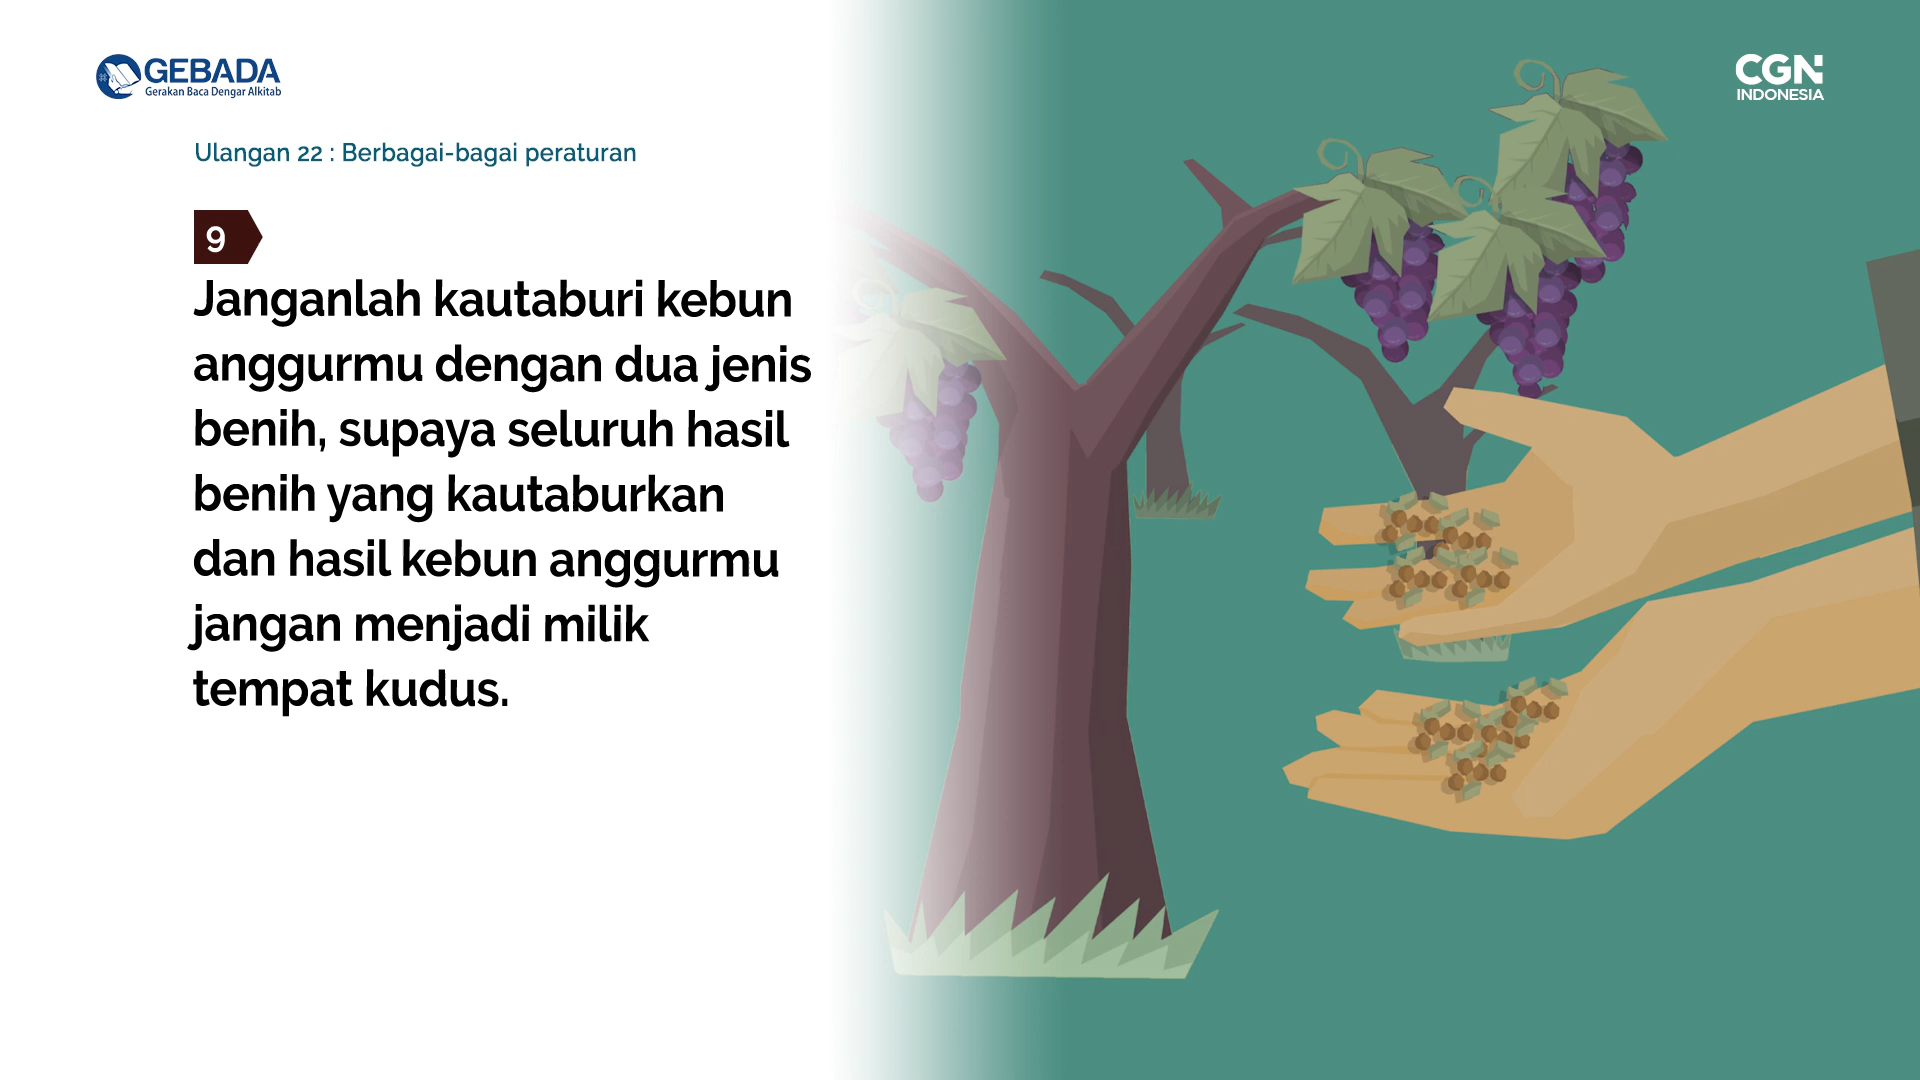 GEBADA
Gerakan Baca Dengar Alkitab
CGN
INDONESIA
Ulangan 22 : Berbagai-bagai peraturan
9
Janganlah kautaburi kebun
anggurmu dengan dua jenis
benih, supaya seluruh hasil
benih yang kautaburkan
dan hasil kebun anggurmu
jangan menjadi milik
tempat kudus.